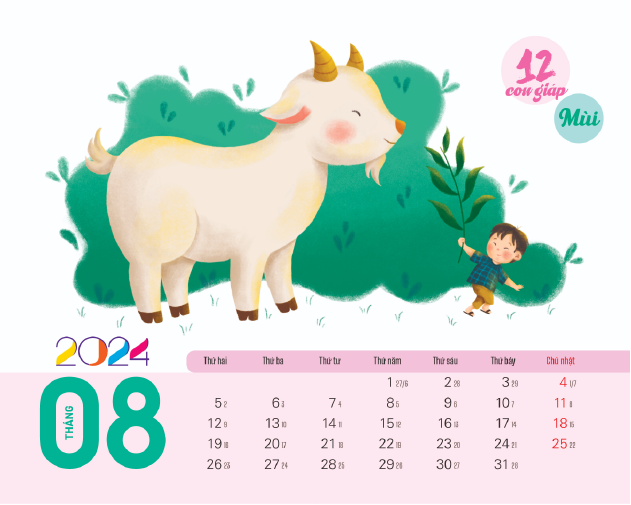 12
con giáp
Mùi
2024
THÁNG
08
Thứ hai Thứ ba Thứ tư Thứ năm Thứ sáu Thứ bảy Chủ nhật
1 27/6 2 28 3 29 4 1/7
5 2 6 3 7 4 8 5 9 6 10 7 11 8
12 9 13 10 14 11 15 12 16 13 17 14 18 15
19 16 20 17 21 18 22 19 23 20 24 21 25 22
26 23 27 24 28 25 29 26 30 27 31 28